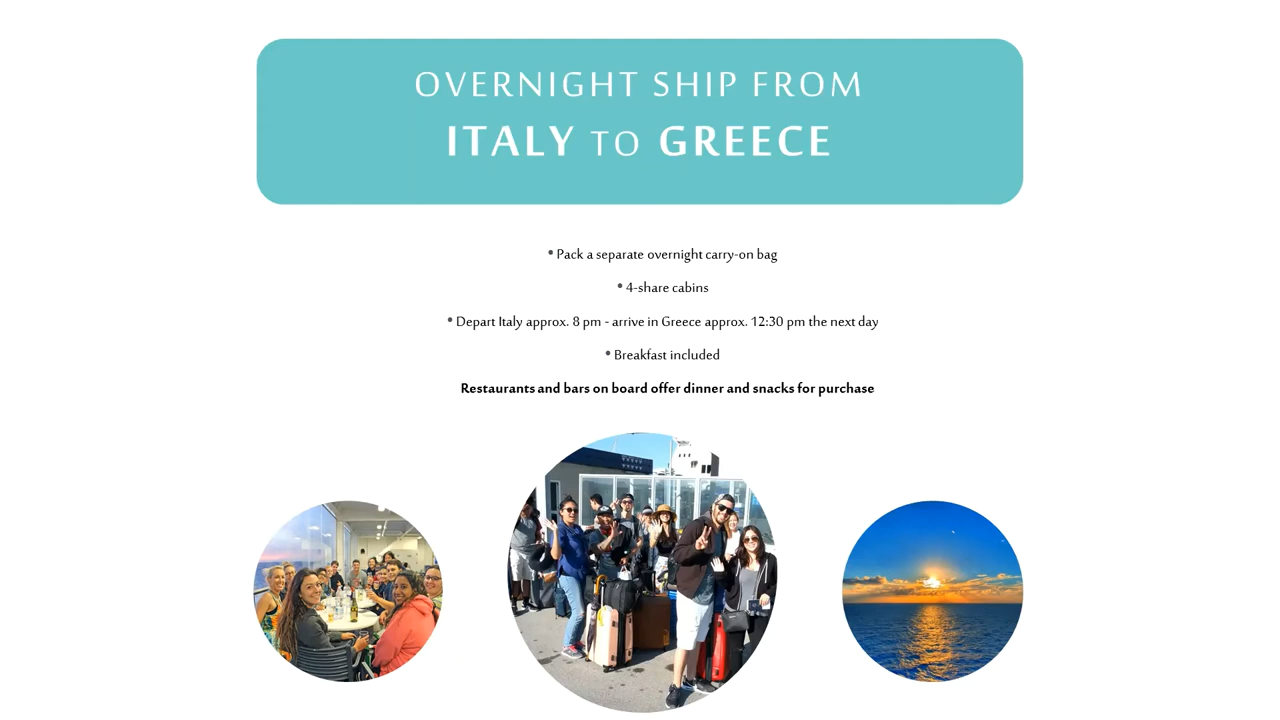 OVERNIGHT SHIP FROM
ITALY TO GREECE
• Pack a separate overnight carry-on bag
• 4-share cabins
• Depart Italy approx. 8 pm - arrive in Greece approx. 12:30 pm the next day
• Breakfast included
Restaurants and bars on board offer dinner and snacks for purchase